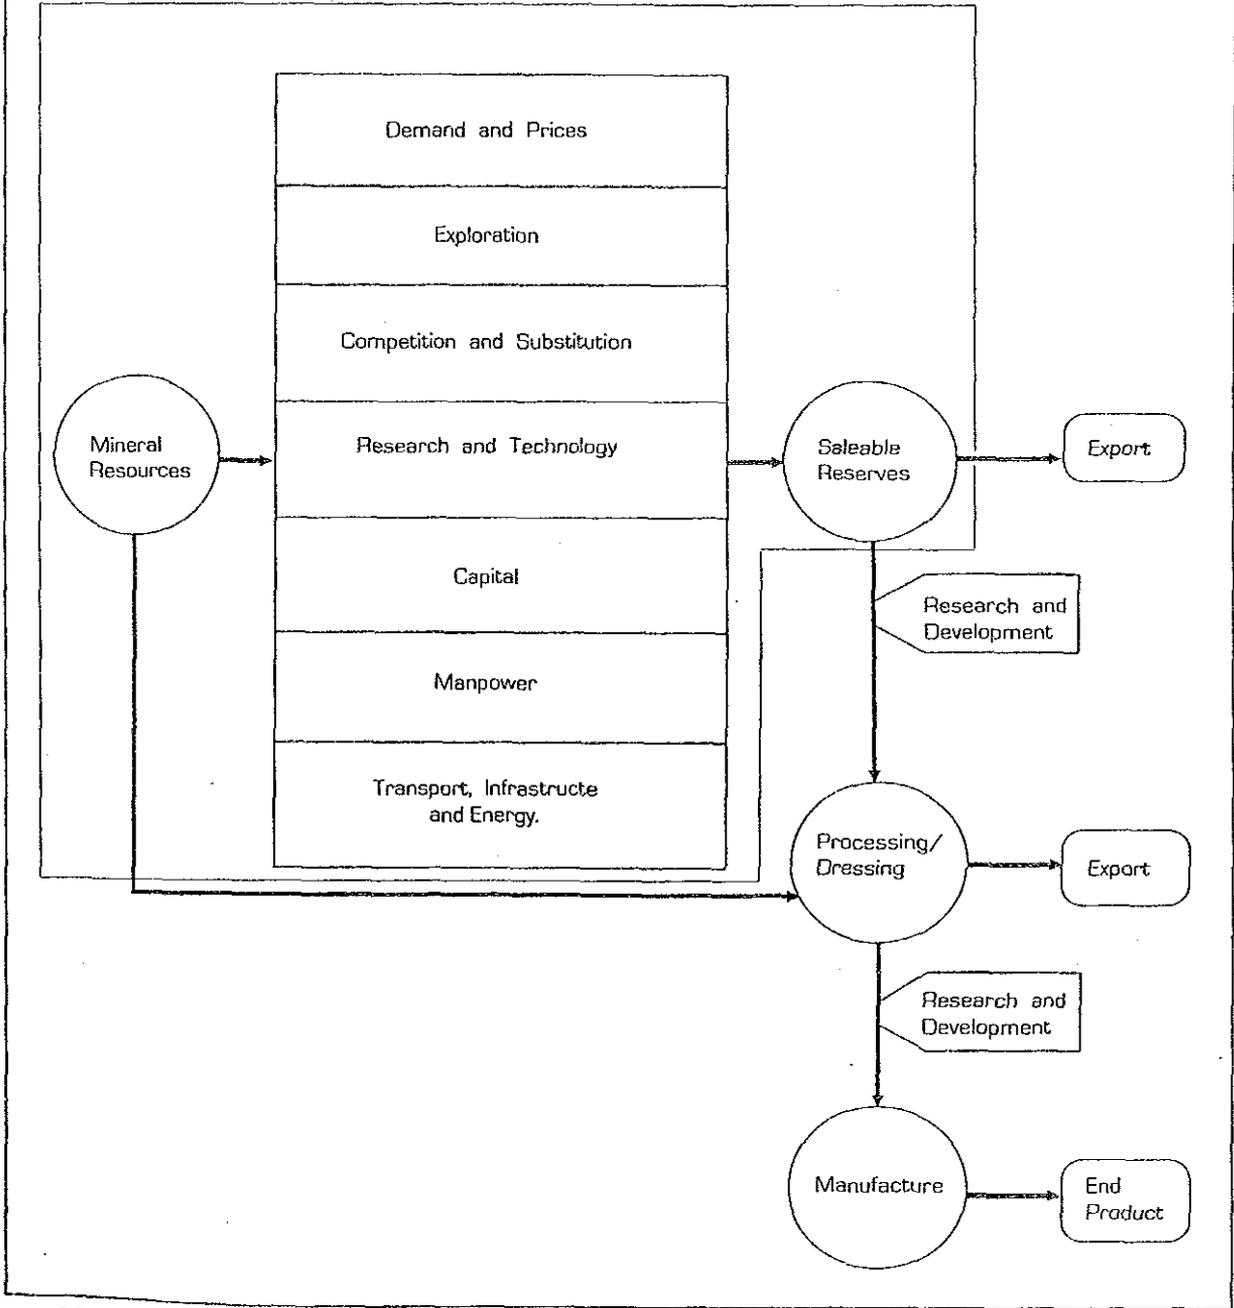 Demand and Prices
Exploration
Competition and Substitution
Research and Technology
Capital
Manpower
Transport, Infrastructe
and Energy.
Mineral
Resources
Saleable
Reserves
Export
Research and
Development
Processing/
Dressing
Export
Research and
Development
Manufacture
End
Product